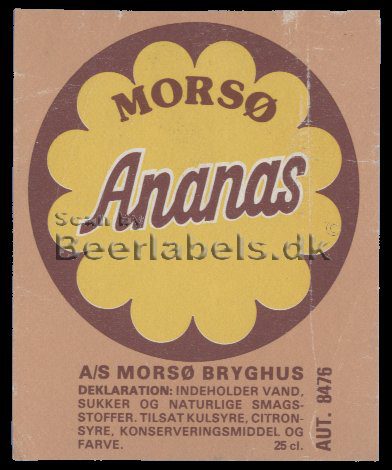 MORSØ
Ananas
Scan by
Beerlabels.dk
©
A/S MORSØ BRYGHUS
DEKLARATION: INDEHOLDER VAND,
SUKKER OG NATURLIGE SMAGS-
STOFFER. TILSAT KULSYRE, CITRON-
SYRE, KONSERVERINGSMIDDEL OG
FARVE. 25 cl.
AUT. 8476